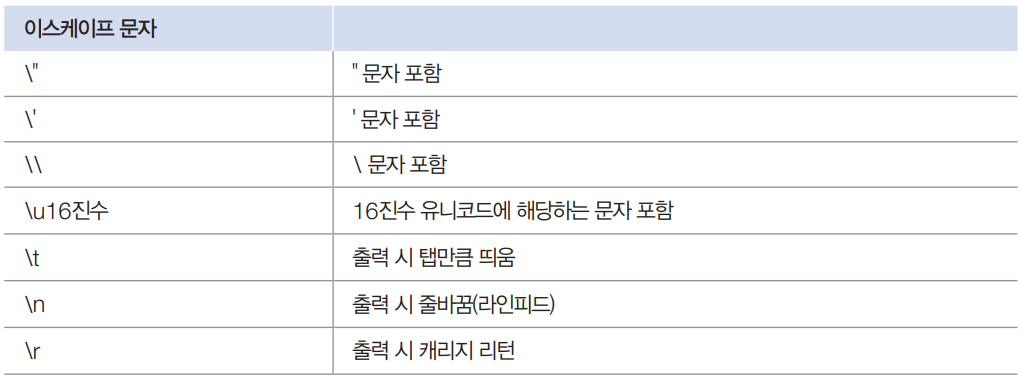 이스케이프 문자
\" " 문자 포함
\' ' 문자 포함
\\ \ 문자 포함
\u16진수 16진수 유니코드에 해당하는 문자 포함
\t 출력 시 탭만큼 띄움
\n 출력 시 줄바꿈(라인피드)
\r 출력 시 캐리지 리턴